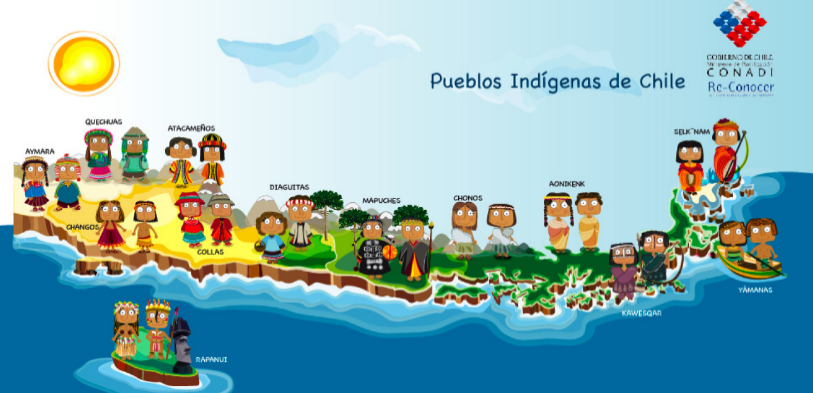 Pueblos Indígenas de Chile
GOBIERNO DE CHILE
CONADI
Re-Conocer
QUECHUAS
ATACAMEÑOS
AYMARA
SELK´NAM
DIAGUITAS
MAPUCHES
CHONOS
AONIKENK
CHANGOS
COLLAS
YÁMANAS
KAWESQAR
RAPANUI